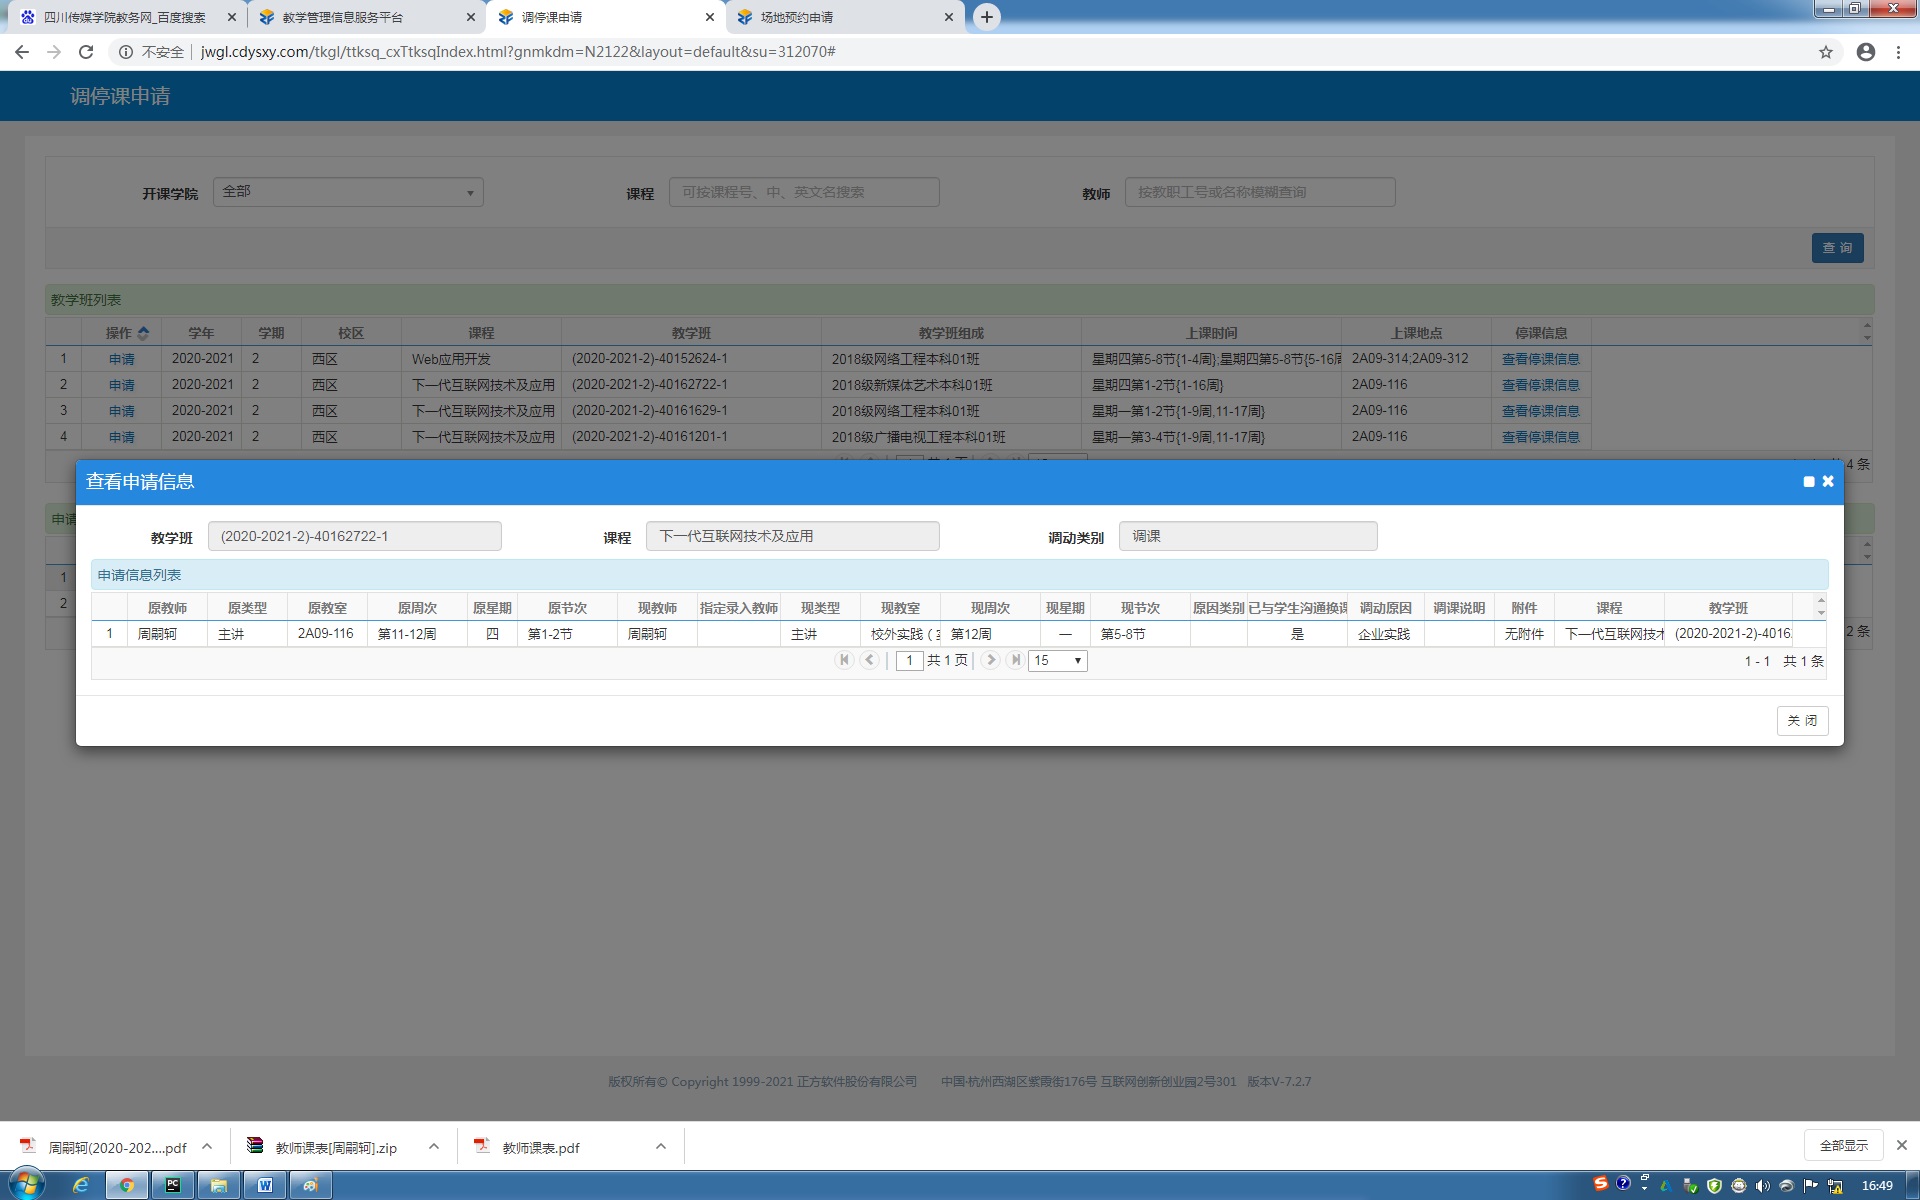 四川传媒学院教务网_百度搜索 教学管理信息服务平台 调停课申请 场地预约申请
不安全 jwgl.cdysxy.com/tkgl/ttksq_cxTtksqIndex.html?gnmkdm=N2122&layout=default&su=312070#
调停课申请
开课学院 全部 课程 可按课程号、中、英文名搜索 教师 按教职工号或名称模糊查询
查 询
教学班列表
操作 学年 学期 校区 课程 教学班 教学班组成 上课时间 上课地点 停课信息
1 申请 2020-2021 2 西区 Web应用开发 (2020-2021-2)-40152624-1 2018级网络工程本科01班 星期四第5-8节{1-4周};星期四第5-8节{5-16周 2A09-314;2A09-312 查看停课信息
2 申请 2020-2021 2 西区 下一代互联网技术及应用 (2020-2021-2)-40162722-1 2018级新媒体艺术本科01班 星期四第1-2节{1-16周} 2A09-116 查看停课信息
3 申请 2020-2021 2 西区 下一代互联网技术及应用 (2020-2021-2)-40161629-1 2018级网络工程本科01班 星期一第1-2节{1-9周,11-17周} 2A09-116 查看停课信息
4 申请 2020-2021 2 西区 下一代互联网技术及应用 (2020-2021-2)-40161201-1 2018级广播电视工程本科01班 星期一第3-4节{1-9周,11-17周} 2A09-116 查看停课信息
4 条
查看申请信息
申请
教学班 (2020-2021-2)-40162722-1 课程 下一代互联网技术及应用 调动类别 调课
申请信息列表
1
2
原教师 原类型 原教室 原周次 原星期 原节次 现教师 指定录入教师 现类型 现教室 现周次 现星期 现节次 原因类别 已与学生沟通换课 调动原因 调课说明 附件 课程 教学班
1 周嗣轲 主讲 2A09-116 第11-12周 四 第1-2节 周嗣轲 主讲 校外实践（ 第12周 一 第5-8节 是 企业实践 无附件 下一代互联网技术 (2020-2021-2)-4016
2 条
1 共 1 页 15 1 - 1 共 1 条
关 闭
版权所有© Copyright 1999-2021 正方软件股份有限公司 中国·杭州西湖区紫霞街176号 互联网创新创业园2号301 版本V-7.2.7
周嗣轲(2020-202....pdf 教师课表[周嗣轲].zip 教师课表.pdf 全部显示
16:49